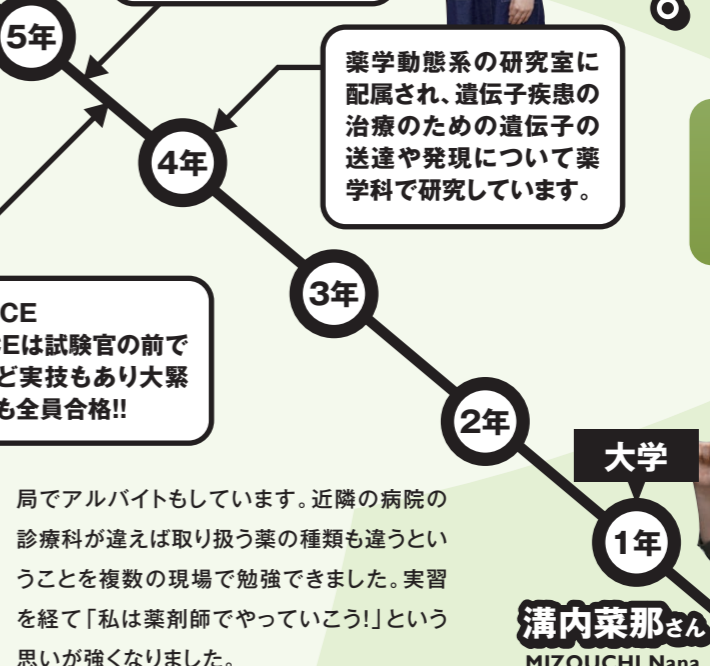 5年
薬学動態系の研究室に
配属され、遺伝子疾患の
治療のための遺伝子の
送達や発現について薬
学科で研究しています。
4年
3年
CE
Eは試験官の前で
ど実技もあり大緊
も全員合格!!
2年
大学
1年
局でアルバイトもしています。近隣の病院の
診療科が違えば取り扱う薬の種類も違うとい
うことを複数の現場で勉強できました。実習
を経て「私は薬剤師でやっていこう!」という
思いが強くなりました。
溝内菜那さん
MIZOUCHI Nana